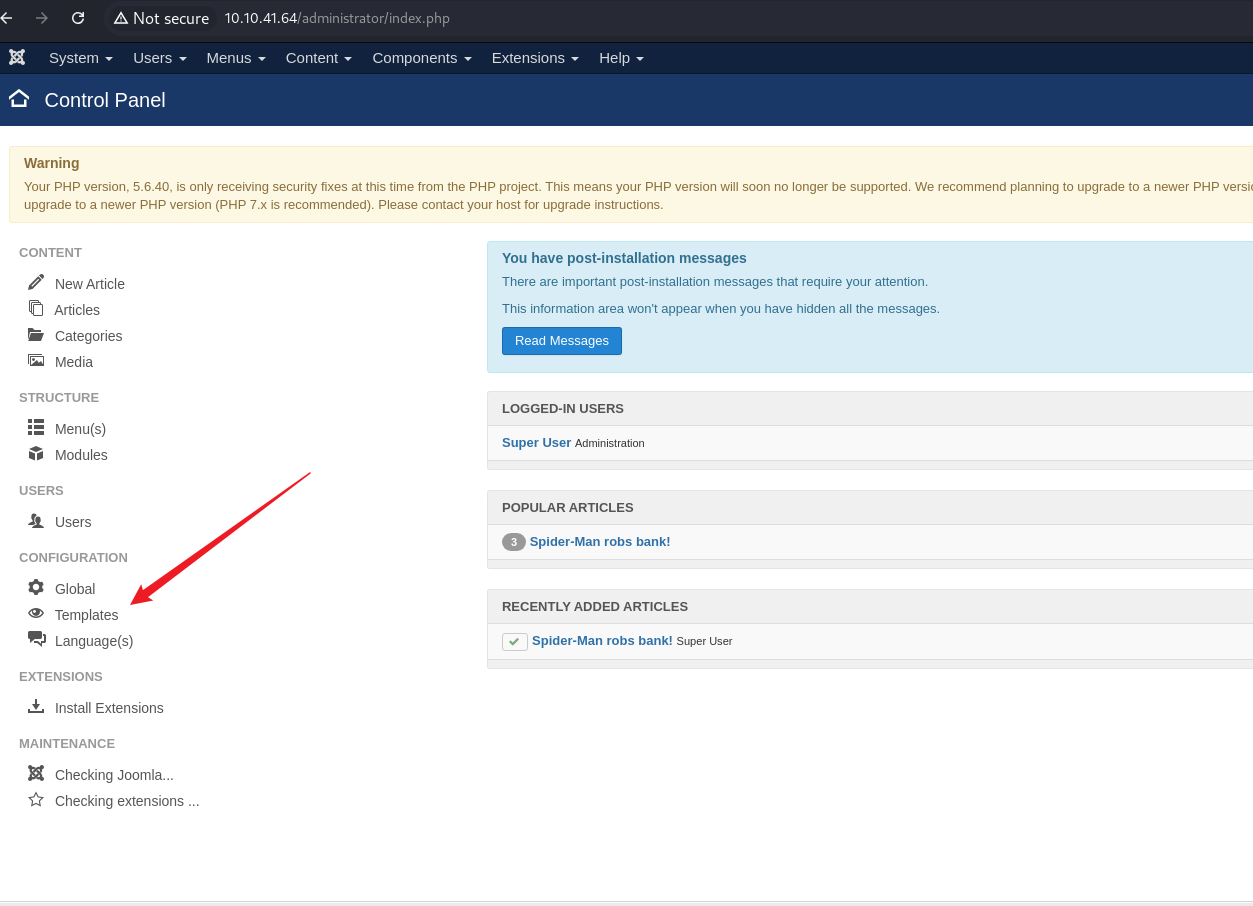 Not secure 10.10.41.64/administrator/index.php
System Users Menus Content Components Extensions Help
Control Panel
Warning
Your PHP version, 5.6.40, is only receiving security fixes at this time from the PHP project. This means your PHP version will soon no longer be supported. We recommend planning to upgrade to a newer PHP
upgrade to a newer PHP version (PHP 7.x is recommended). Please contact your host for upgrade instructions.
CONTENT
New Article
Articles
Categories
Media
STRUCTURE
Menu(s)
Modules
USERS
Users
CONFIGURATION
Global
Templates
Language(s)
EXTENSIONS
Install Extensions
MAINTENANCE
Checking Joomla...
Checking extensions ...
You have post-installation messages
There are important post-installation messages that require your attention.
This information area won't appear when you have hidden all the messages.
Read Messages
LOGGED-IN USERS
Super User Administration
POPULAR ARTICLES
3 Spider-Man robs bank!
RECENTLY ADDED ARTICLES
Spider-Man robs bank! Super User